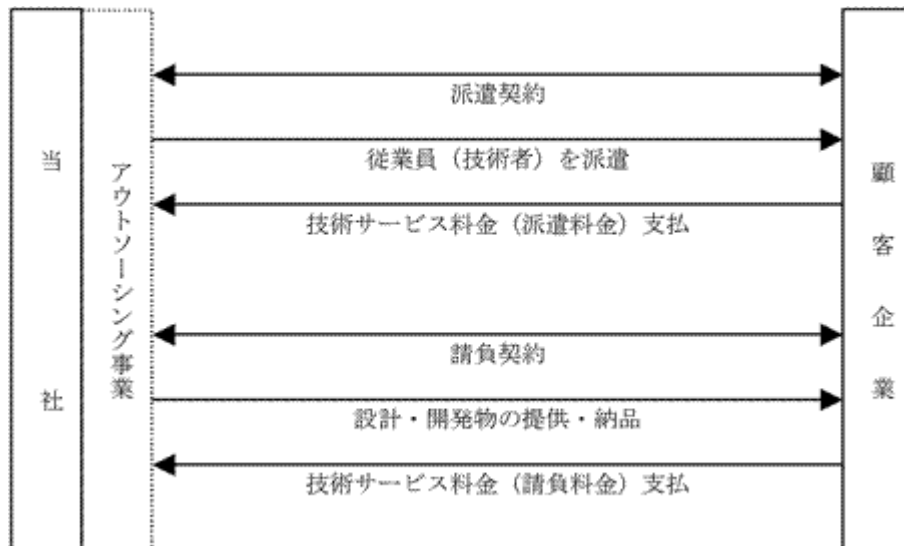 当社
アウトソーシング事業
派遣契約
従業員（技術者）を派遣
技術サービス料金（派遣料金）支払
請負契約
設計・開発物の提供・納品
技術サービス料金（請負料金）支払
顧客企業